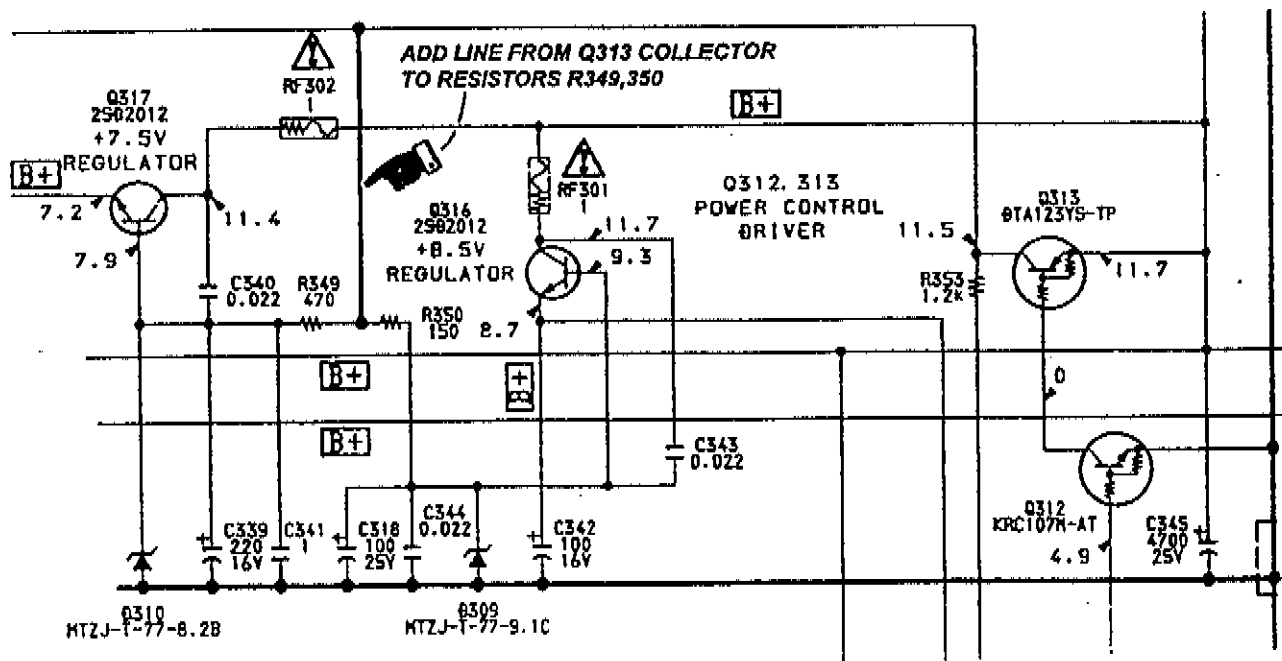 ADD LINE FROM Q313 COLLECTOR
TO RESISTORS R349,350
RF302
1
Q317
2SD2012
+7.5V
REGULATOR
B+
7.2
11.4
7.9
B+
RF301
1
Q316
2SD2012
+8.5V
REGULATOR
11.7
9.3
Q312, 313
POWER CONTROL
DRIVER
Q313
DTA123YS-TP
11.5
11.7
R353
1.2K
C340
0.022
R349
470
R350
150
8.7
B+
B+
0
B+
C343
0.022
C339
220
16V
C341
1
C318
100
25V
C344
0.022
C342
100
16V
Q312
KRC107M-AT
4.9
C345
4700
25V
MTZJ-T-77-8.2B
MTZJ-T-77-9.1C